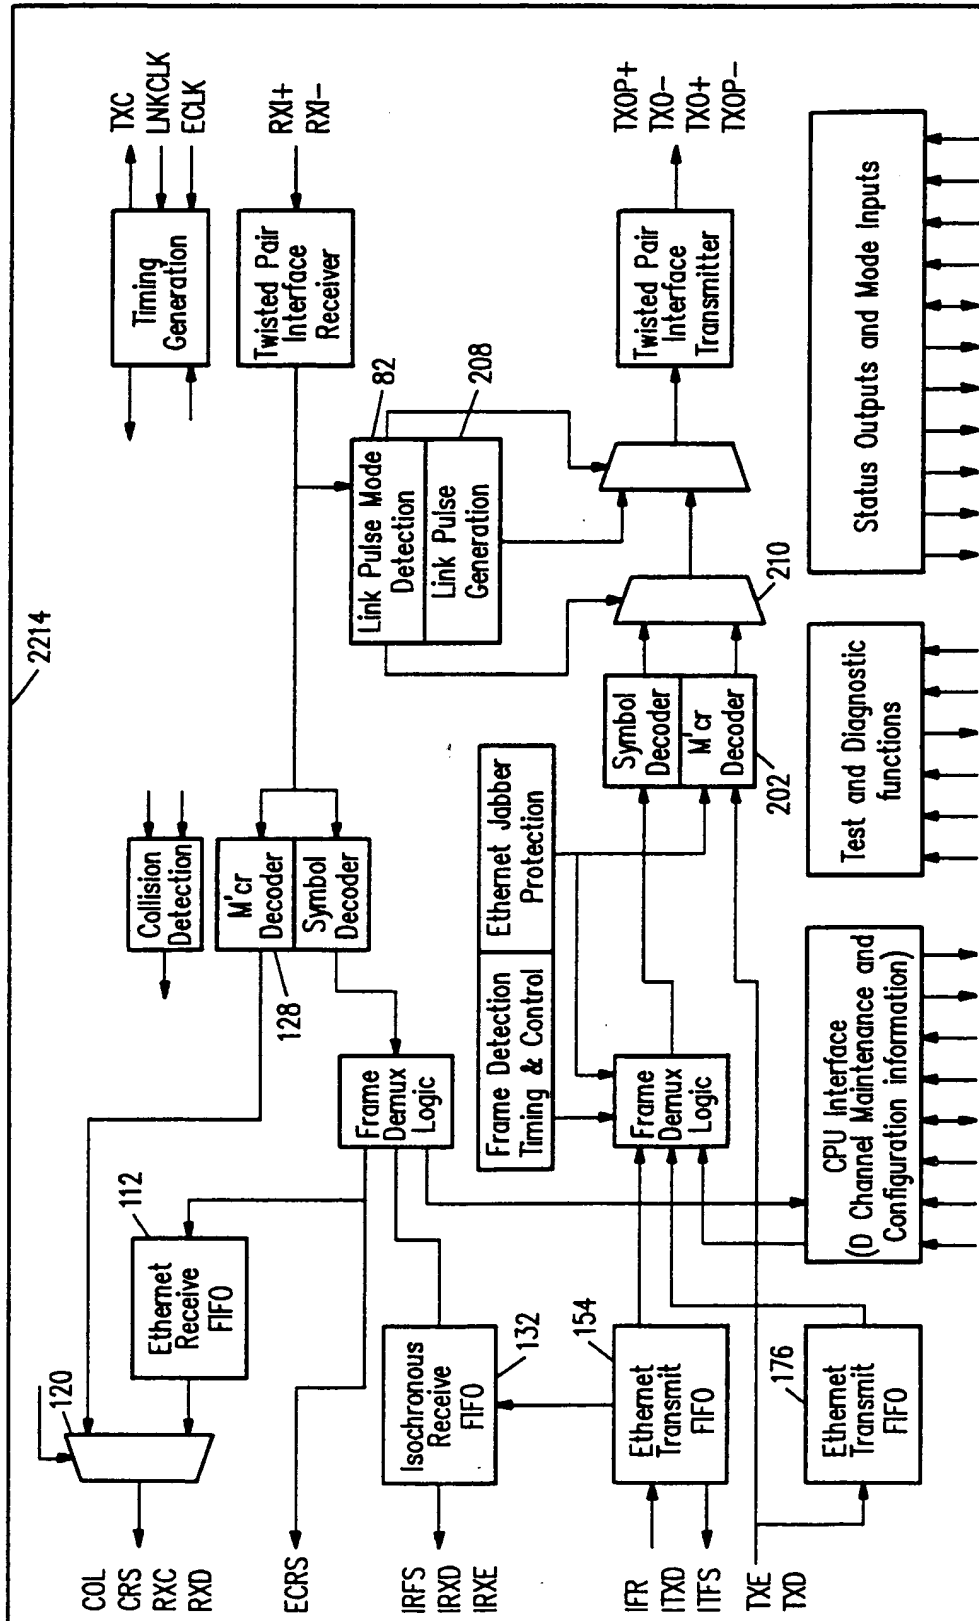 2214
TXC
LNKCLK
ECLK
Timing
Generation
RXI+
RXI-
Twisted Pair
Interface
Receiver
82
208
Link Pulse Mode
Detection
Link Pulse
Generation
TXOP+
TXO-
TXO+
TXOP-
Twisted Pair
Interface
Transmitter
210
Status Outputs and Mode Inputs
Collision
Detection
M'cr
Decoder
Symbol
Decoder
128
Ethernet Jabber
Protection
Frame Detection
Timing & Control
Symbol
Decoder
M'cr
Decoder
202
Test and Diagnostic
functions
Frame
Demux
Logic
Frame
Demux
Logic
CPU Interface
(D Channel Maintenance and
Configuration information)
112
Ethernet
Receive
FIFO
120
132
Isochronous
Receive
FIFO
154
Ethernet
Transmit
FIFO
176
Ethernet
Transmit
FIFO
COL
CRS
RXC
RXD
ECRS
IRFS
IRXD
IRXE
IFR
ITXD
ITFS
TXE
TXD